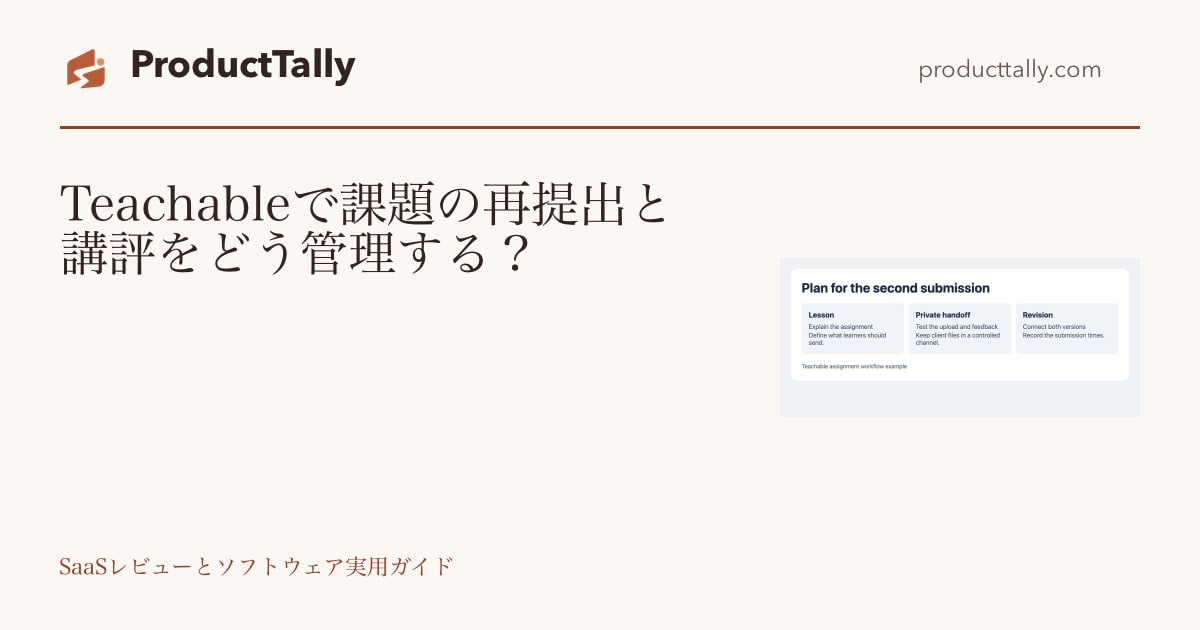 ProductTally
producttally.com
Teachableで課題の再提出と
講評をどう管理する？
Plan for the second submission
Lesson
Explain the assignment
Define what learners should
send.
Private handoff
Test the upload and feedback
Keep client files in a controlled
channel.
Revision
Connect both versions
Record the submission times.
Teachable assignment workflow example
SaaSレビューとソフトウェア実用ガイド